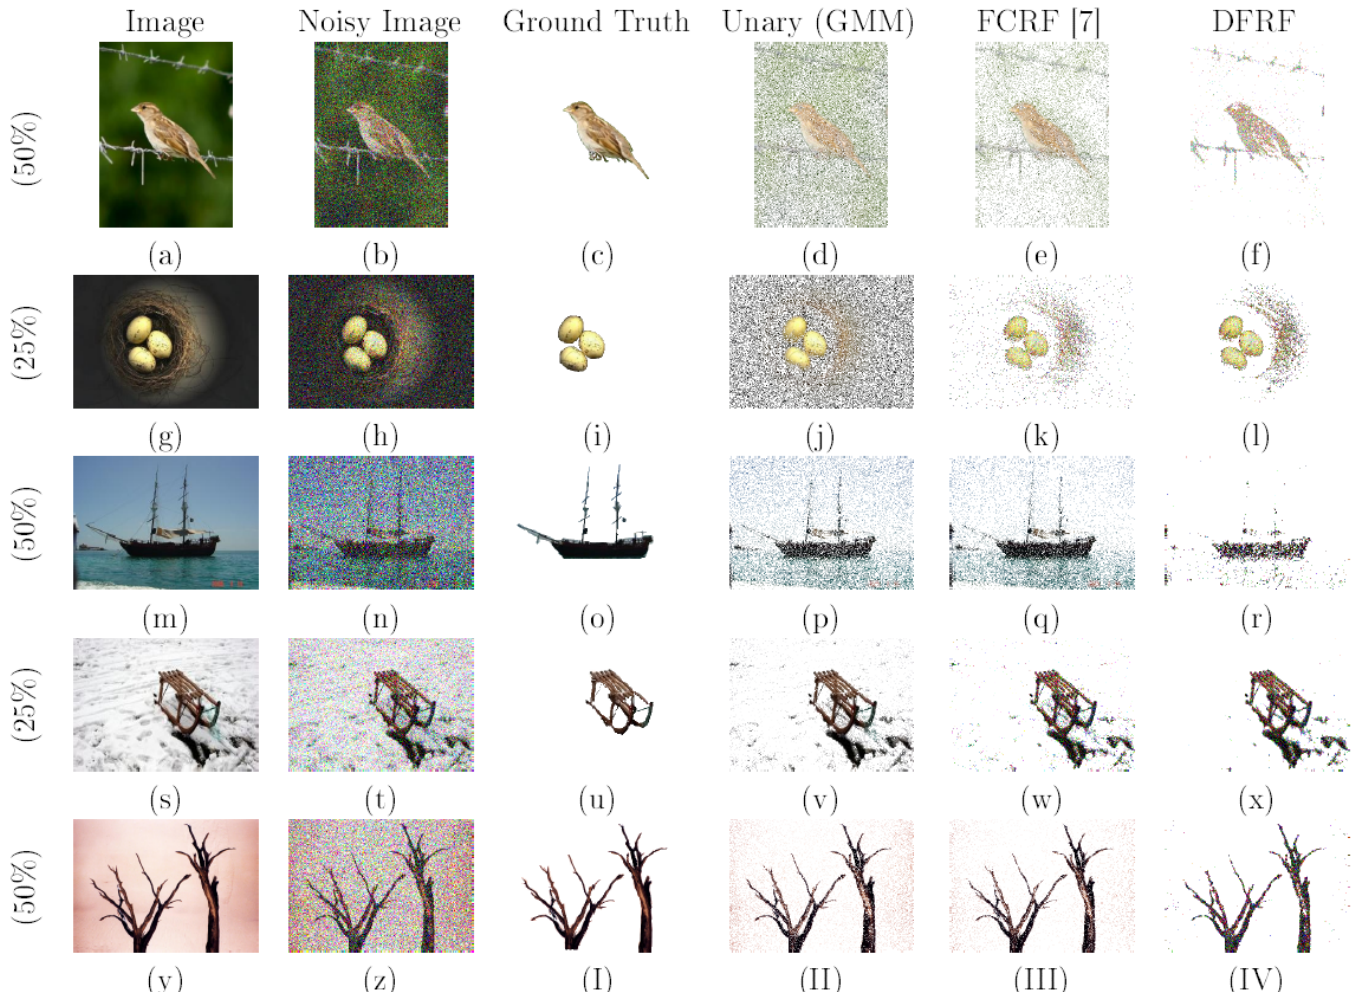 Image Noisy Image Ground Truth Unary (GMM) FCRF [7] DFRF
(50%)
(a) (b) (c) (d) (e) (f)
(25%)
(g) (h) (i) (j) (k) (l)
(50%)
(m) (n) (o) (p) (q) (r)
(25%)
(s) (t) (u) (v) (w) (x)
(50%)
(y) (z) (I) (II) (III) (IV)